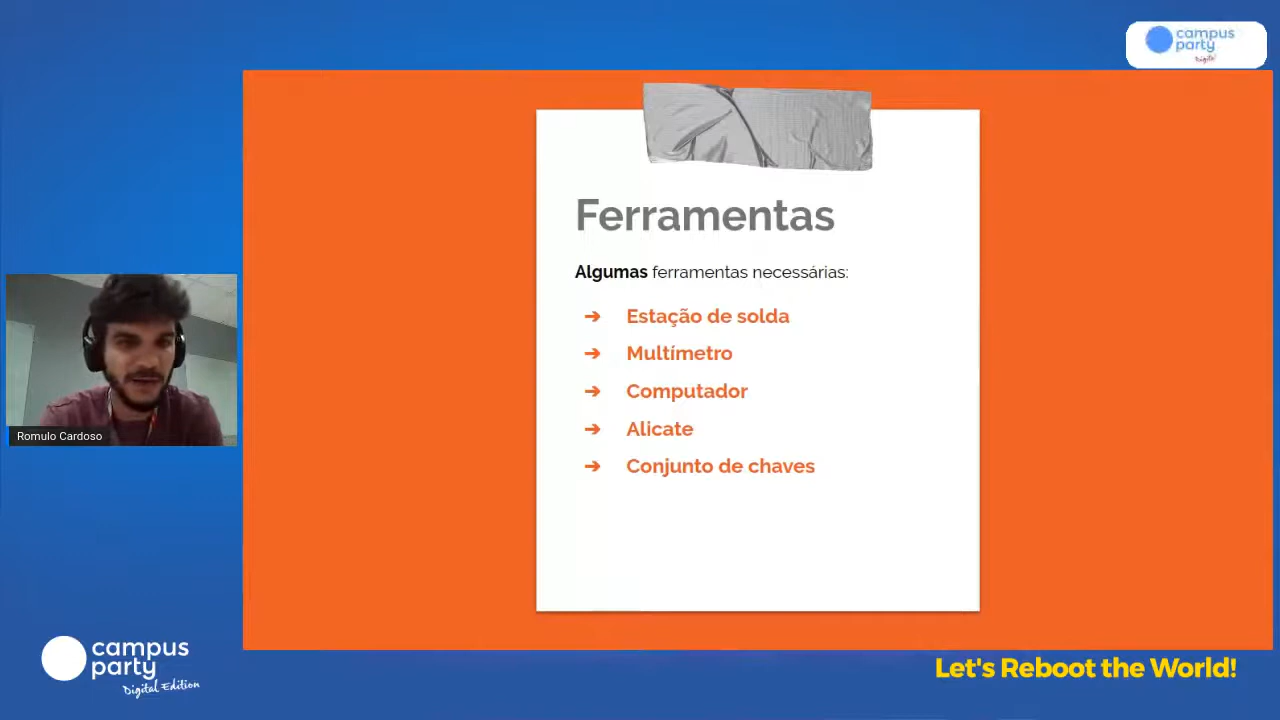 campus
party
Digital
Ferramentas
Algumas ferramentas necessárias:
➔ Estação de solda
➔ Multímetro
➔ Computador
➔ Alicate
➔ Conjunto de chaves
Romulo Cardoso
campus
party
Digital Edition
Let's Reboot the World!